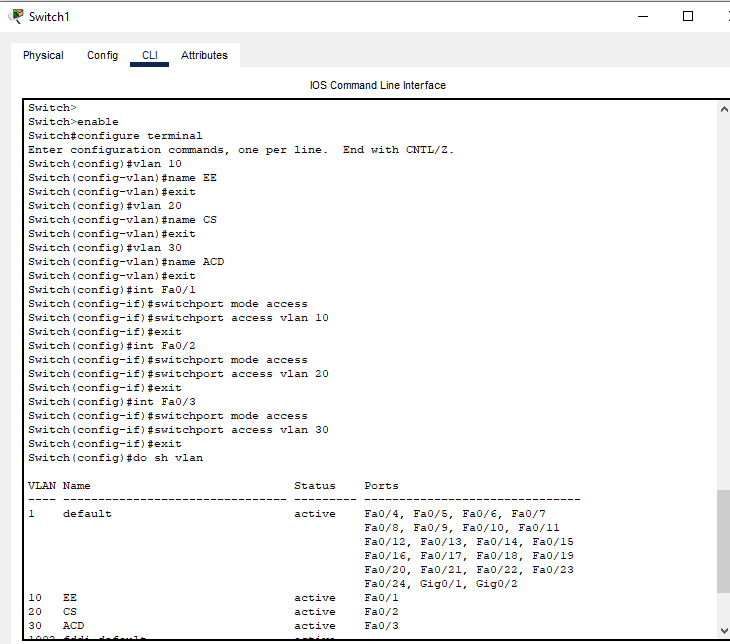 Switch1
Physical Config CLI Attributes
IOS Command Line Interface
Switch>
Switch>enable
Switch#configure terminal
Enter configuration commands, one per line.  End with CNTL/Z.
Switch(config)#vlan 10
Switch(config-vlan)#name EE
Switch(config-vlan)#exit
Switch(config)#vlan 20
Switch(config-vlan)#name CS
Switch(config-vlan)#exit
Switch(config)#vlan 30
Switch(config-vlan)#name ACD
Switch(config-vlan)#exit
Switch(config)#int Fa0/1
Switch(config-if)#switchport mode access
Switch(config-if)#switchport access vlan 10
Switch(config-if)#exit
Switch(config)#int Fa0/2
Switch(config-if)#switchport mode access
Switch(config-if)#switchport access vlan 20
Switch(config-if)#exit
Switch(config)#int Fa0/3
Switch(config-if)#switchport mode access
Switch(config-if)#switchport access vlan 30
Switch(config-if)#exit
Switch(config)#do sh vlan
VLAN Name                             Status    Ports
---- -------------------------------- --------- -------------------------------
1    default                          active    Fa0/4, Fa0/5, Fa0/6, Fa0/7
                                                Fa0/8, Fa0/9, Fa0/10, Fa0/11
                                                Fa0/12, Fa0/13, Fa0/14, Fa0/15
                                                Fa0/16, Fa0/17, Fa0/18, Fa0/19
                                                Fa0/20, Fa0/21, Fa0/22, Fa0/23
                                                Fa0/24, Gig0/1, Gig0/2
10   EE                               active    Fa0/1
20   CS                               active    Fa0/2
30   ACD                              active    Fa0/3